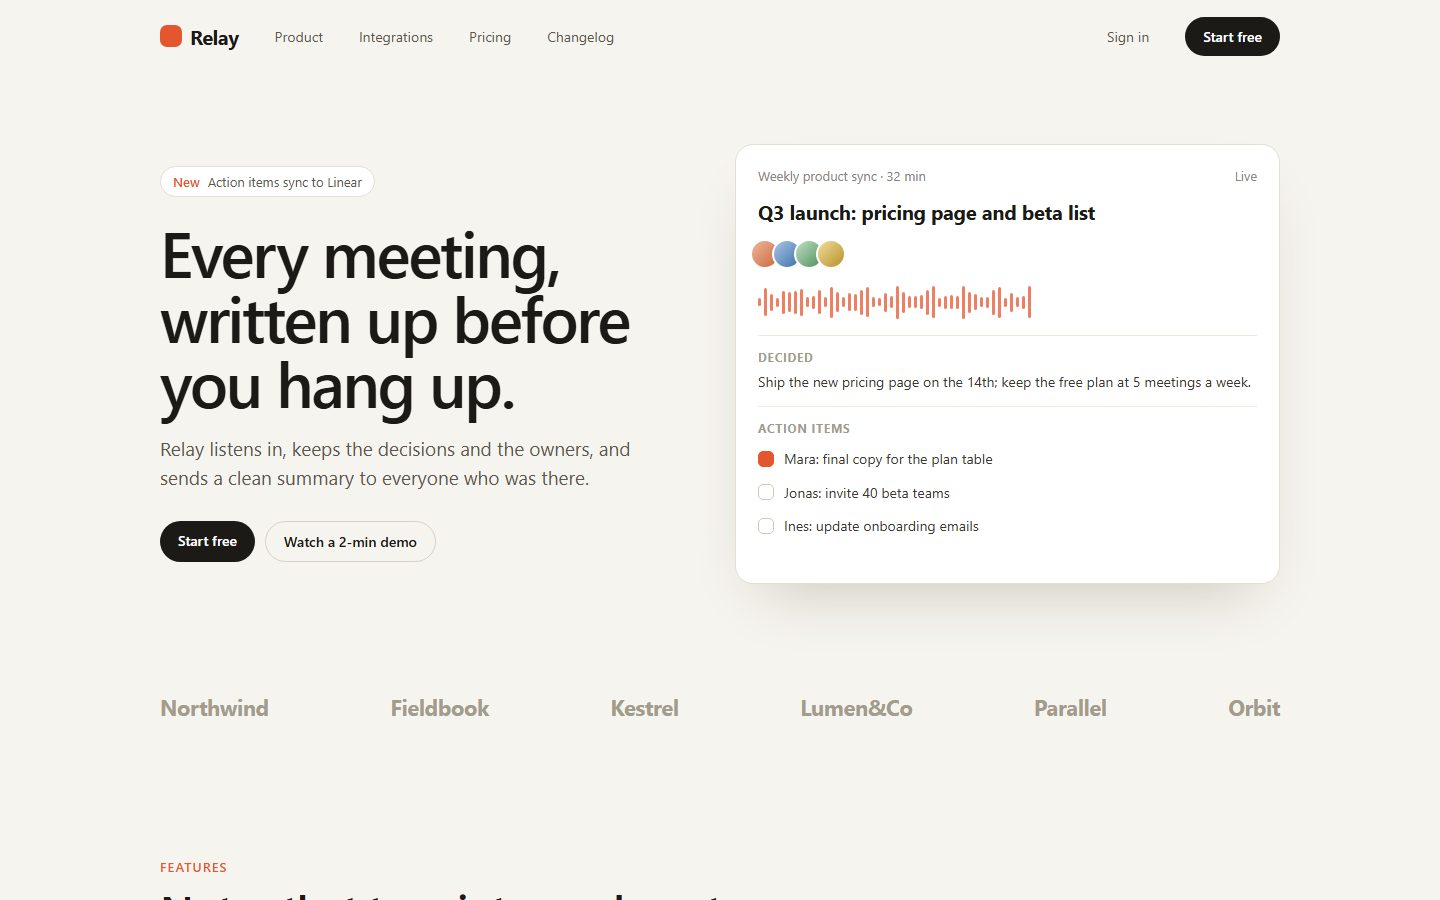 Relay
Product
Integrations
Pricing
Changelog
Sign in
Start free
New Action items sync to Linear
Every meeting,
written up before
you hang up.
Relay listens in, keeps the decisions and the owners, and
sends a clean summary to everyone who was there.
Start free
Watch a 2-min demo
Weekly product sync · 32 min
Live
Q3 launch: pricing page and beta list
DECIDED
Ship the new pricing page on the 14th; keep the free plan at 5 meetings a week.
ACTION ITEMS
Mara: final copy for the plan table
Jonas: invite 40 beta teams
Ines: update onboarding emails
Northwind
Fieldbook
Kestrel
Lumen&Co
Parallel
Orbit
FEATURES